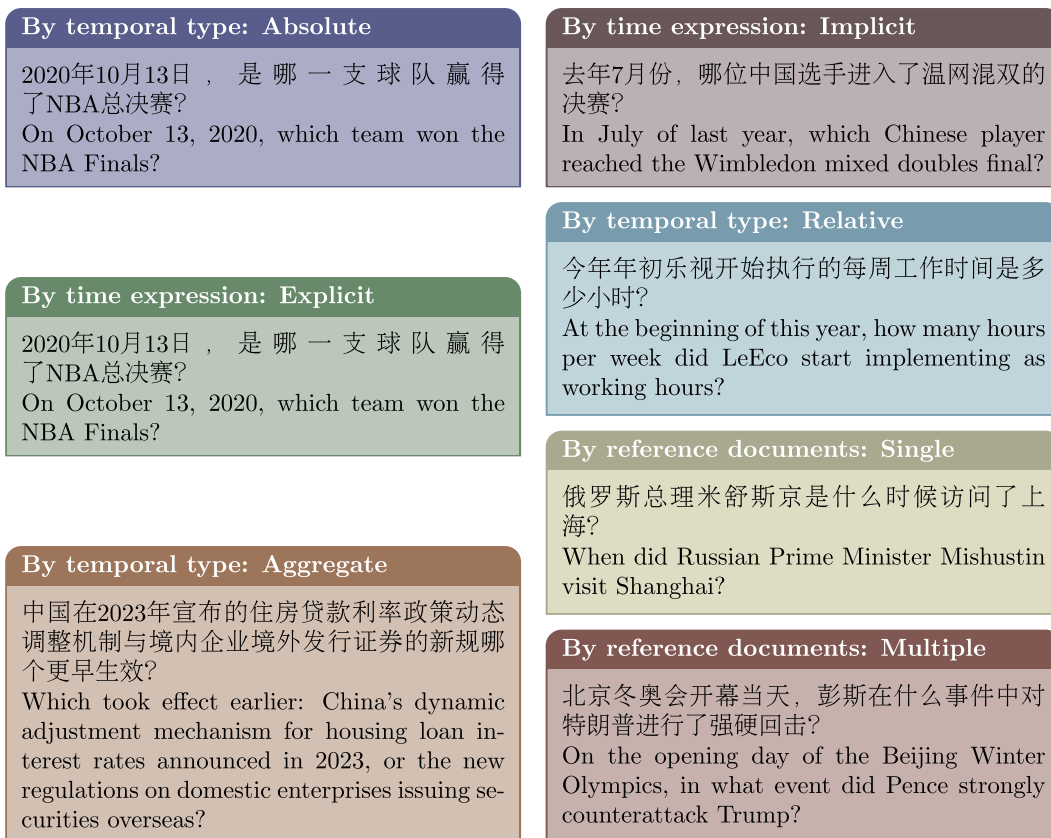 By temporal type: Absolute
2020年10月13日，是哪一支球队赢得
了NBA总决赛?
On October 13, 2020, which team won the
NBA Finals?
By time expression: Explicit
2020年10月13日，是哪一支球队赢得
了NBA总决赛?
On October 13, 2020, which team won the
NBA Finals?
By temporal type: Aggregate
中国在2023年宣布的住房贷款利率政策动态
调整机制与境内企业境外发行证券的新规哪
个更早生效?
Which took effect earlier: China's dynamic
adjustment mechanism for housing loan in-
terest rates announced in 2023, or the new
regulations on domestic enterprises issuing se-
curities overseas?
By time expression: Implicit
去年7月份，哪位中国选手进入了温网混双的
决赛?
In July of last year, which Chinese player
reached the Wimbledon mixed doubles final?
By temporal type: Relative
今年年初乐视开始执行的每周工作时间是多
少小时?
At the beginning of this year, how many hours
per week did LeEco start implementing as
working hours?
By reference documents: Single
俄罗斯总理米舒斯京是什么时候访问了上
海?
When did Russian Prime Minister Mishustin
visit Shanghai?
By reference documents: Multiple
北京冬奥会开幕当天，彭斯在什么事件中对
特朗普进行了强硬回击?
On the opening day of the Beijing Winter
Olympics, in what event did Pence strongly
counterattack Trump?